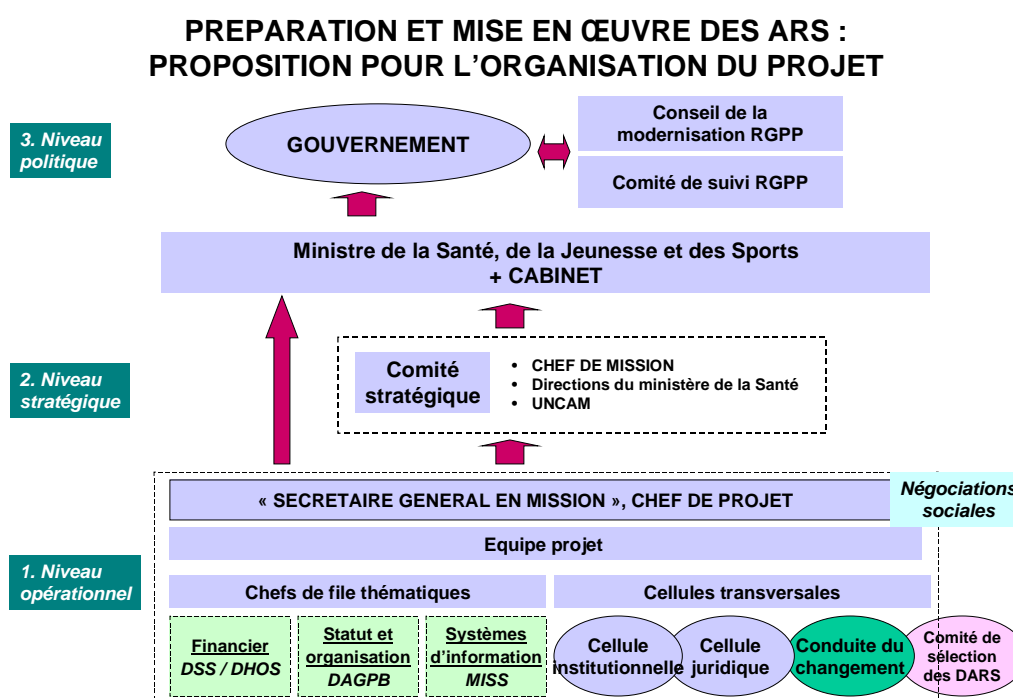 PREPARATION ET MISE EN ŒUVRE DES ARS :
PROPOSITION POUR L'ORGANISATION DU PROJET
3. Niveau
politique
GOUVERNEMENT
Conseil de la
modernisation RGPP
Comité de suivi RGPP
Ministre de la Santé, de la Jeunesse et des Sports
+ CABINET
2. Niveau
stratégique
Comité
stratégique
• CHEF DE MISSION
• Directions du ministère de la Santé
• UNCAM
« SECRETAIRE GENERAL EN MISSION », CHEF DE PROJET
Négociations
sociales
Equipe projet
1. Niveau
opérationnel
Chefs de file thématiques
Cellules transversales
Financier
DSS / DHOS
Statut et
organisation
DAGPB
Systèmes
d'information
MISS
Cellule
institutionnelle
Cellule
juridique
Conduite du
changement
Comité de
sélection
des DARS